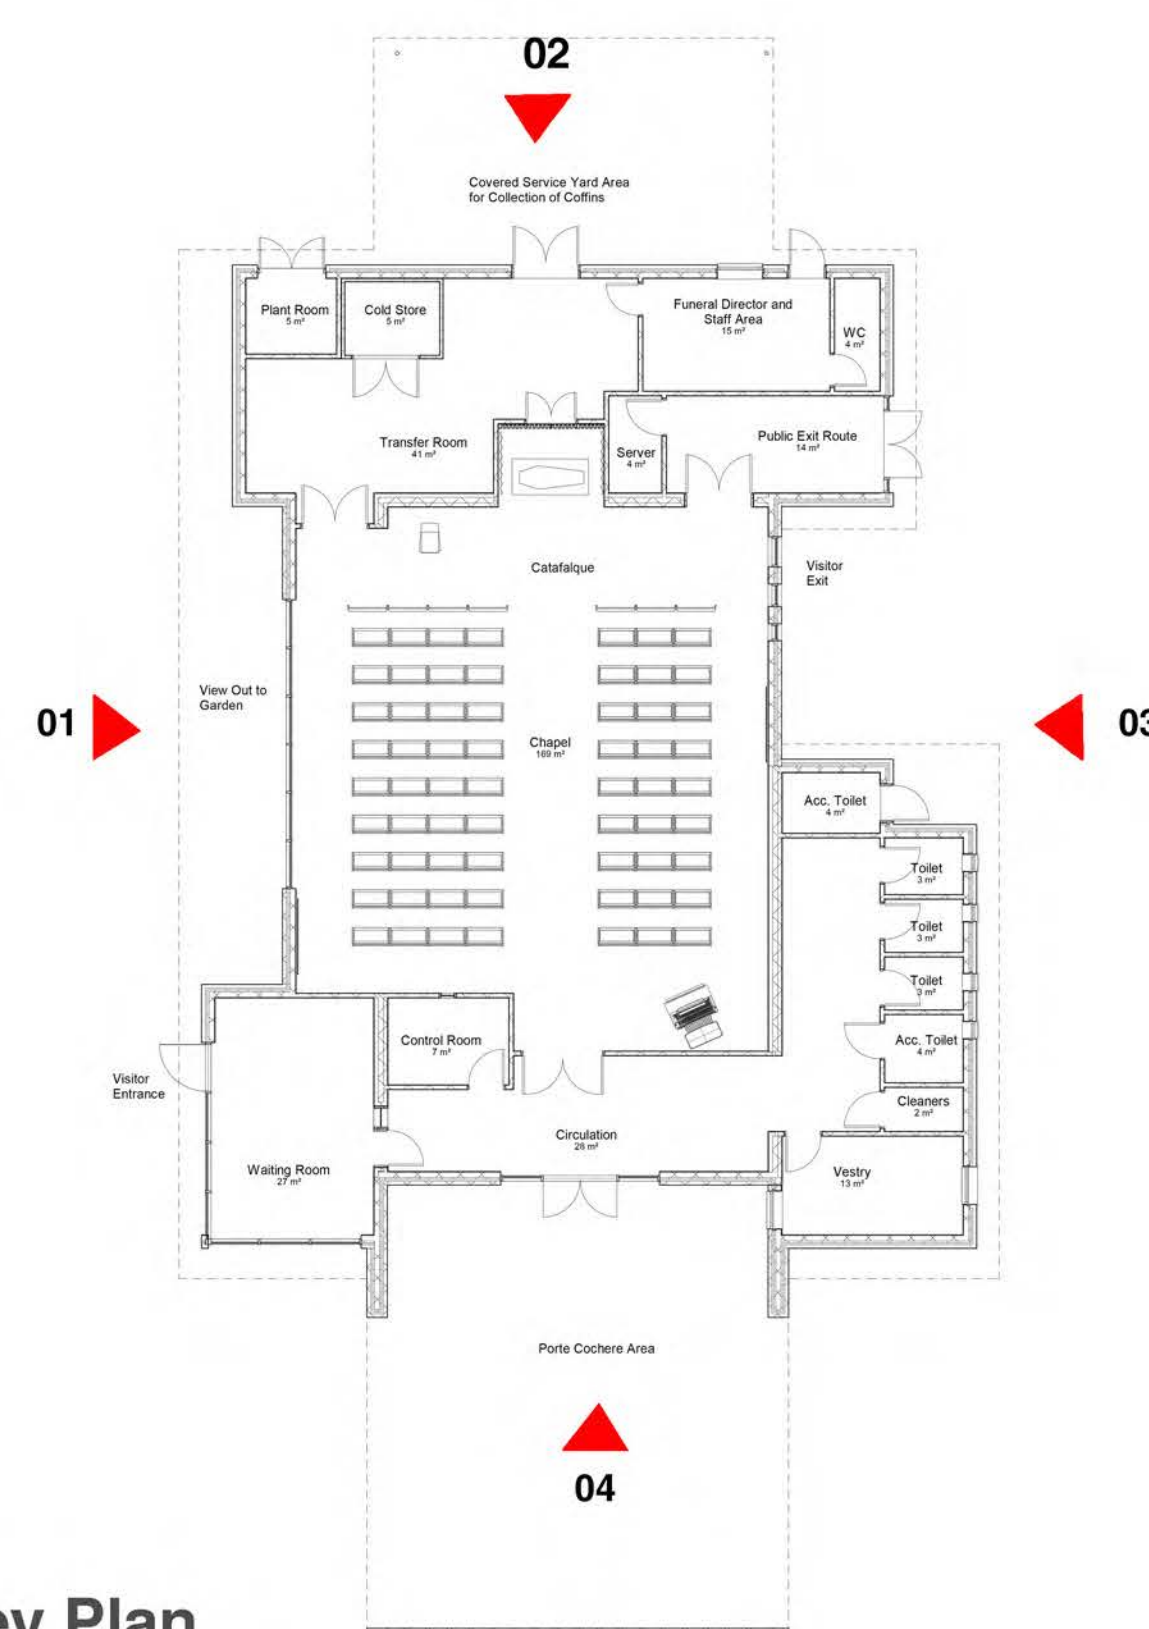 02
Covered Service Yard Area
for Collection of Coffins
Plant Room
5 m²
Cold Store
5 m²
Funeral Director and
Staff Area
15 m²
WC
4 m²
Transfer Room
41 m²
Server
4 m²
Public Exit Route
14 m²
Catafalque
Visitor
Exit
View Out to
Garden
01
Chapel
169 m²
03
Acc. Toilet
4 m²
Toilet
3 m²
Toilet
3 m²
Toilet
3 m²
Acc. Toilet
4 m²
Control Room
7 m²
Visitor
Entrance
Cleaners
2 m²
Circulation
28 m²
Waiting Room
27 m²
Vestry
13 m²
Porte Cochere Area
04
ey Plan